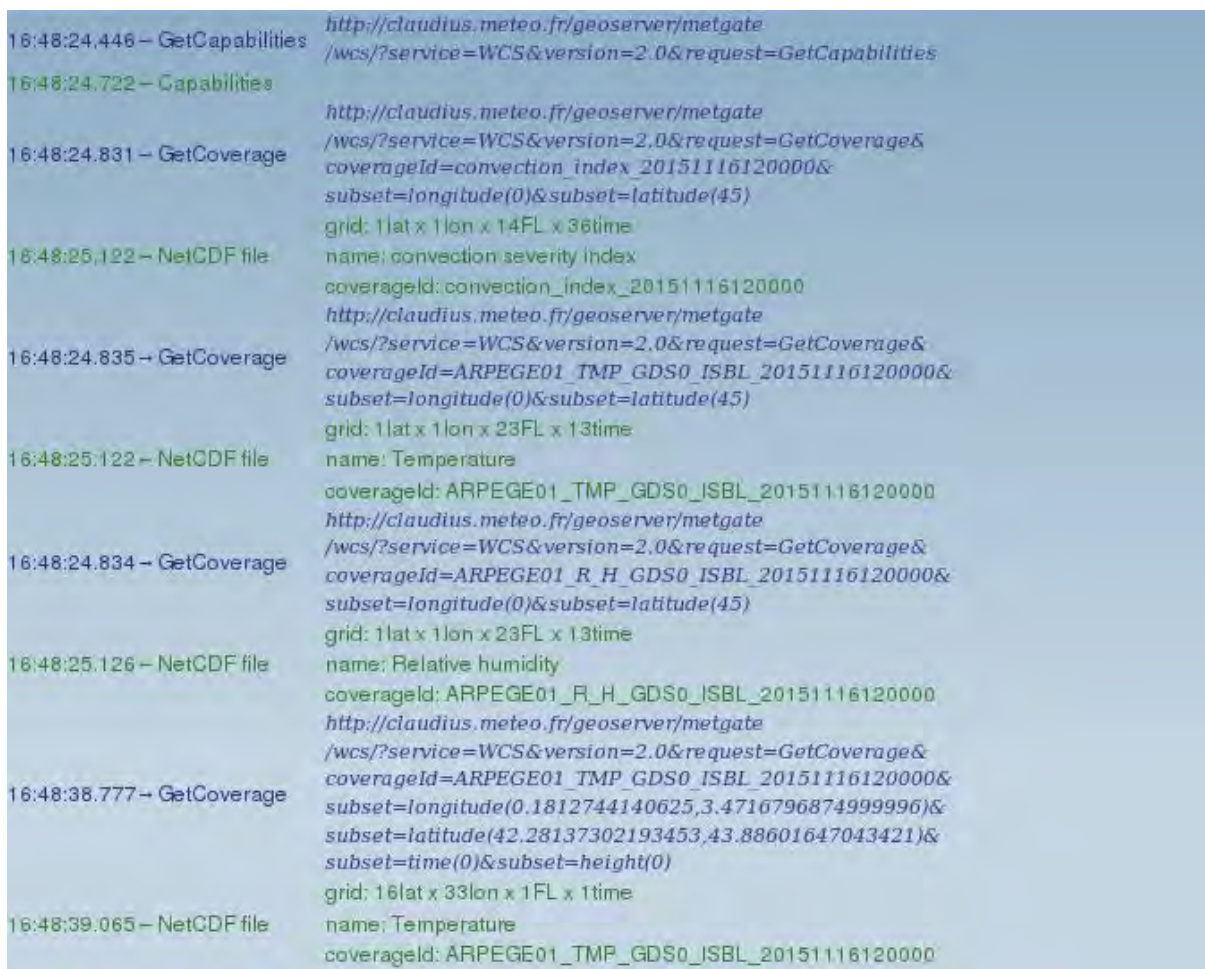 16:48:24.446 – GetCapabilities
http://claudius.meteo.fr/geoserver/metgate
/wcs/?service=WCS&version=2.0&request=GetCapabilities
16:48:24.722 – Capabilities
16:48:24.831 – GetCoverage
http://claudius.meteo.fr/geoserver/metgate
/wcs/?service=WCS&version=2.0&request=GetCoverage&
coverageId=convection_index_20151116120000&
subset=longitude(0)&subset=latitude(45)
16:48:25.122 – NetCDF file
grid: 1lat x 1lon x 14FL x 36time
name: convection severity index
coverageId: convection_index_20151116120000
16:48:24.835 → GetCoverage
http://claudius.meteo.fr/geoserver/metgate
/wcs/?service=WCS&version=2.0&request=GetCoverage&
coverageId=ARPEGE01_TMP_GDS0_ISBL_20151116120000&
subset=longitude(0)&subset=latitude(45)
16:48:25.122 – NetCDF file
grid: 1lat x 1lon x 23FL x 13time
name: Temperature
coverageId: ARPEGE01_TMP_GDS0_ISBL_20151116120000
16:48:24.834 → GetCoverage
http://claudius.meteo.fr/geoserver/metgate
/wcs/?service=WCS&version=2.0&request=GetCoverage&
coverageId=ARPEGE01_R_H_GDS0_ISBL_20151116120000&
subset=longitude(0)&subset=latitude(45)
16:48:25.126 – NetCDF file
grid: 1lat x 1lon x 23FL x 13time
name: Relative humidity
coverageId: ARPEGE01_R_H_GDS0_ISBL_20151116120000
16:48:38.777 → GetCoverage
http://claudius.meteo.fr/geoserver/metgate
/wcs/?service=WCS&version=2.0&request=GetCoverage&
coverageId=ARPEGE01_TMP_GDS0_ISBL_20151116120000&
subset=longitude(0.1812744140625,3.4716796874999996)&
subset=latitude(42.28137302193453,43.88601647043421)&
subset=time(0)&subset=height(0)
16:48:39.065 – NetCDF file
grid: 16lat x 33lon x 1FL x 1time
name: Temperature
coverageId: ARPEGE01_TMP_GDS0_ISBL_20151116120000